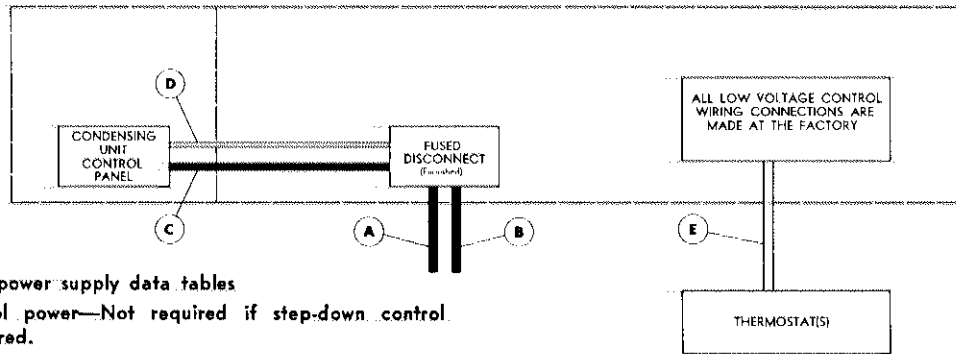 D
ALL LOW VOLTAGE CONTROL
WIRING CONNECTIONS ARE
MADE AT THE FACTORY
CONDENSING
UNIT
CONTROL
PANEL
FUSED
DISCONNECT
(Furnished)
C
A
B
E
power supply data tables
ol power—Not required if step-down control
red.
THERMOSTAT(S)